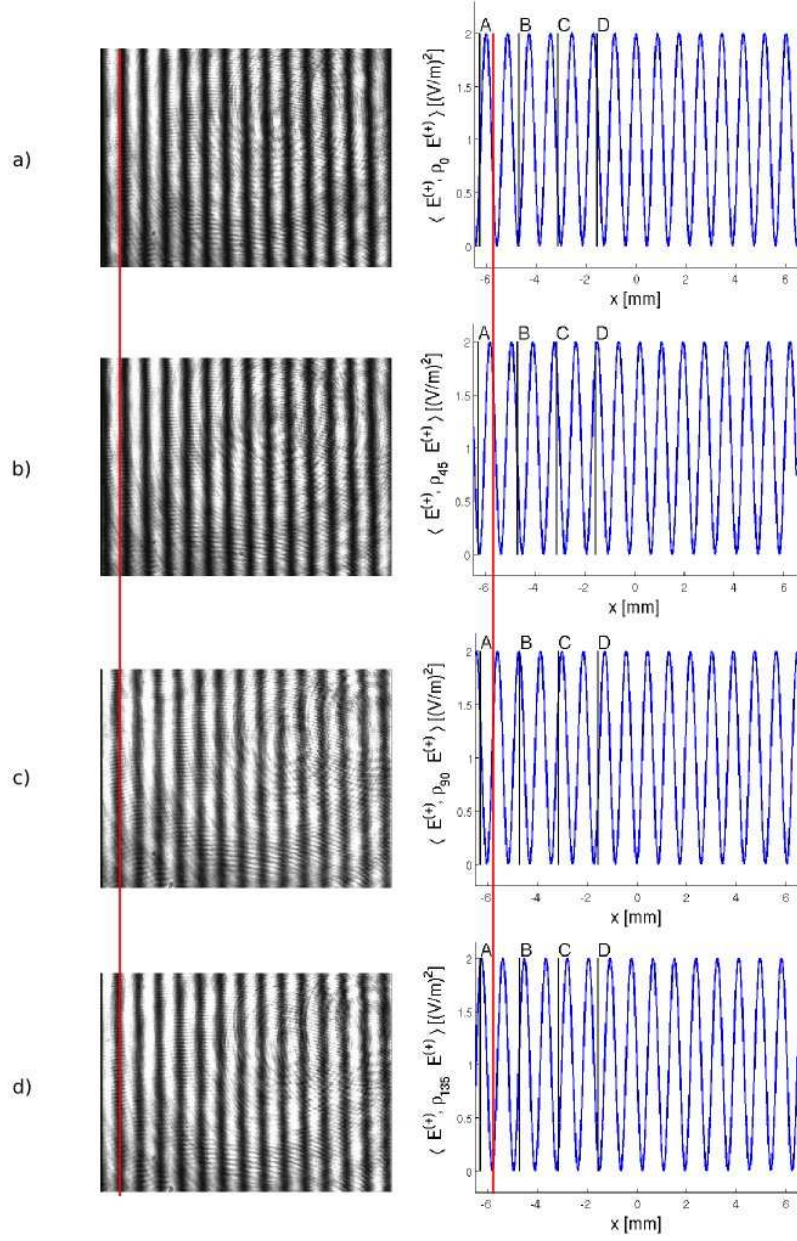 a)
A B C D
⟨ E(+), ρ0 E(+) ⟩ [(V/m)2]
2
1.5
1
0.5
0
-6 -4 -2 0 2 4 6
x [mm]
b)
A B C D
⟨ E(+), ρ45 E(+) ⟩ [(V/m)2]
2
1.5
1
0.5
0
-6 -4 -2 0 2 4 6
x [mm]
c)
A B C D
⟨ E(+), ρ90 E(+) ⟩ [(V/m)2]
2
1.5
1
0.5
0
-6 -4 -2 0 2 4 6
x [mm]
d)
A B C D
⟨ E(+), ρ135 E(+) ⟩ [(V/m)2]
2
1.5
1
0.5
0
-6 -4 -2 0 2 4 6
x [mm]